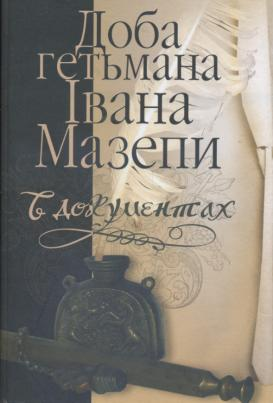 Доба
гетьмана
Івана
Мазепи
в документах